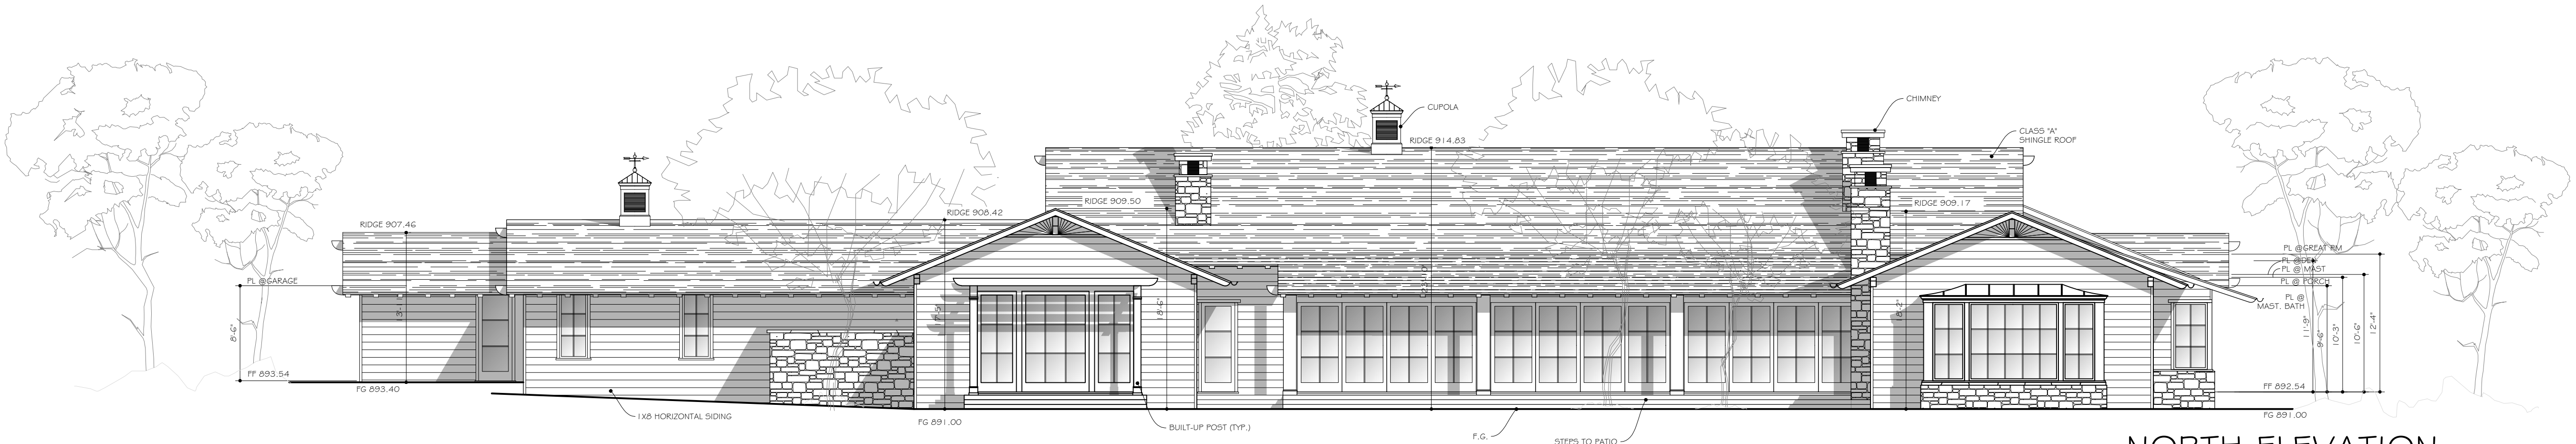 CUPOLA
CHIMNEY
CLASS "A"
SHINGLE ROOF
RIDGE 914.83
RIDGE 909.50
RIDGE 909.17
RIDGE 908.42
RIDGE 907.46
PL @GREAT RM
PL @ MAST
PL @ PORCH
PL @
MAST. BATH
PL @GARAGE
8'-6"
18'-6"
18'-2"
9'-6"
10'-3"
10'-6"
12'-4"
FF 893.54
FG 893.40
FF 892.54
1X8 HORIZONTAL SIDING
FG 891.00
BUILT-UP POST (TYP.)
F.G.
STEPS TO PATIO
FG 891.00
NORTH ELEVATION